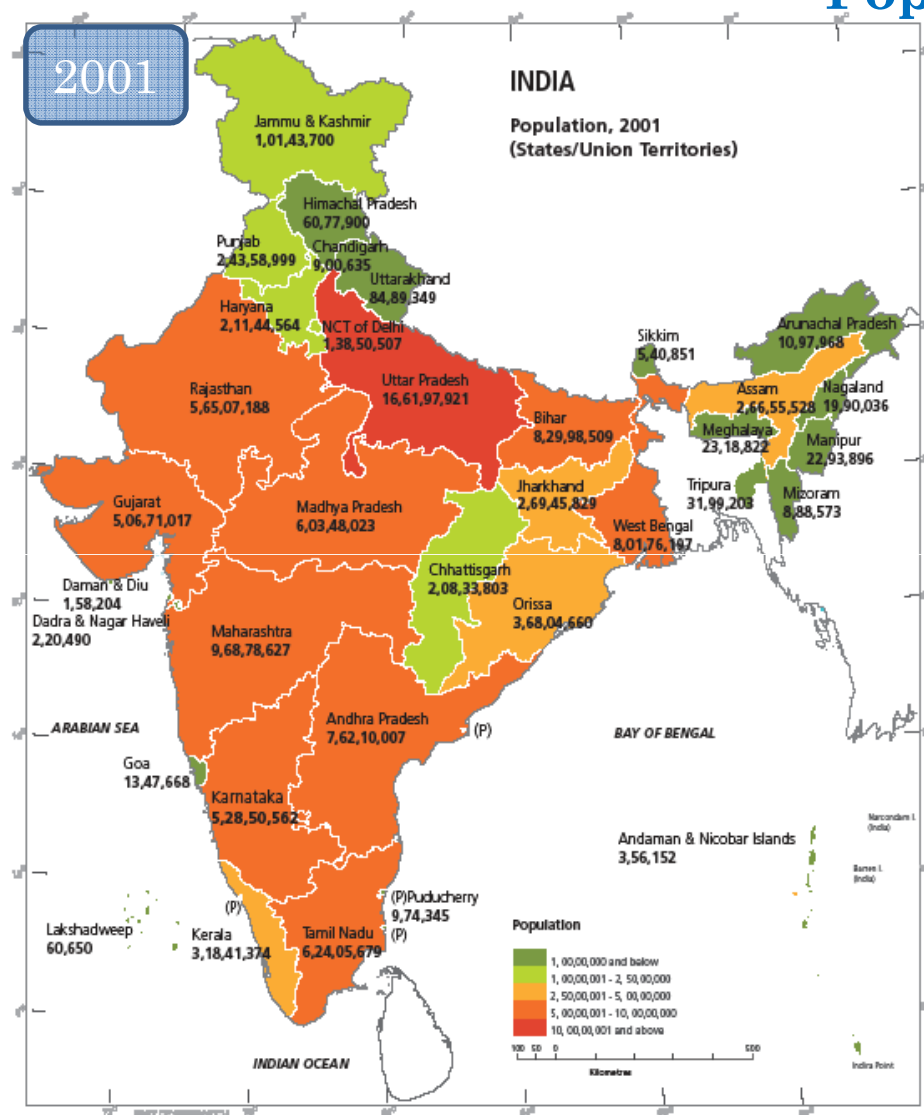 Pop
2001
INDIA
Population, 2001
(States/Union Territories)
Jammu & Kashmir
1,01,43,700
Himachal Pradesh
60,77,900
Punjab
2,43,58,999
Chandigarh
9,00,635
Uttarakhand
84,89,349
Haryana
2,11,44,564
NCT of Delhi
1,38,50,507
Rajasthan
5,65,07,188
Uttar Pradesh
16,61,97,921
Bihar
8,29,98,509
Sikkim
5,40,851
Arunachal Pradesh
10,97,968
Assam
2,66,55,528
Nagaland
19,90,036
Meghalaya
23,18,822
Manipur
22,93,896
Tripura
31,99,203
Mizoram
8,88,573
Gujarat
5,06,71,017
Madhya Pradesh
6,03,48,023
Jharkhand
2,69,45,829
West Bengal
8,01,76,197
Chhattisgarh
2,08,33,803
Orissa
3,68,04,660
Daman & Diu
1,58,204
Dadra & Nagar Haveli
2,20,490
Maharashtra
9,68,78,627
Andhra Pradesh
7,62,10,007
(P)
ARABIAN SEA
BAY OF BENGAL
Goa
13,47,668
Karnataka
5,28,50,562
Andaman & Nicobar Islands
3,56,152
Narcondam I.
(India)
Barren I.
(India)
(P)Puducherry
9,74,345
(P)
(P)
Lakshadweep
60,650
Kerala
3,18,41,374
Tamil Nadu
6,24,05,679
Population
1, 00,00,000 and below
1, 00,00,001 - 2, 50,00,000
2, 50,00,001 - 5, 00,00,000
5, 00,00,001 - 10, 00,00,000
10, 00,00,001 and above
100 50 0 500
Kilometres
INDIAN OCEAN
Indira Point